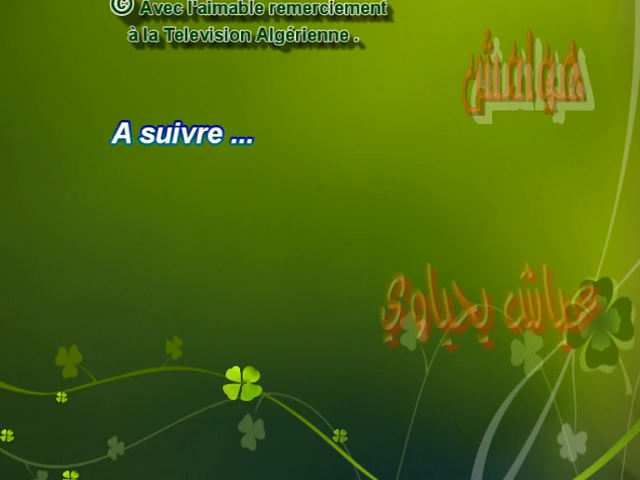 © Avec l'aimable remerciement
à la Television Algérienne .
هوامش
A suivre ...
عياش يحياوي